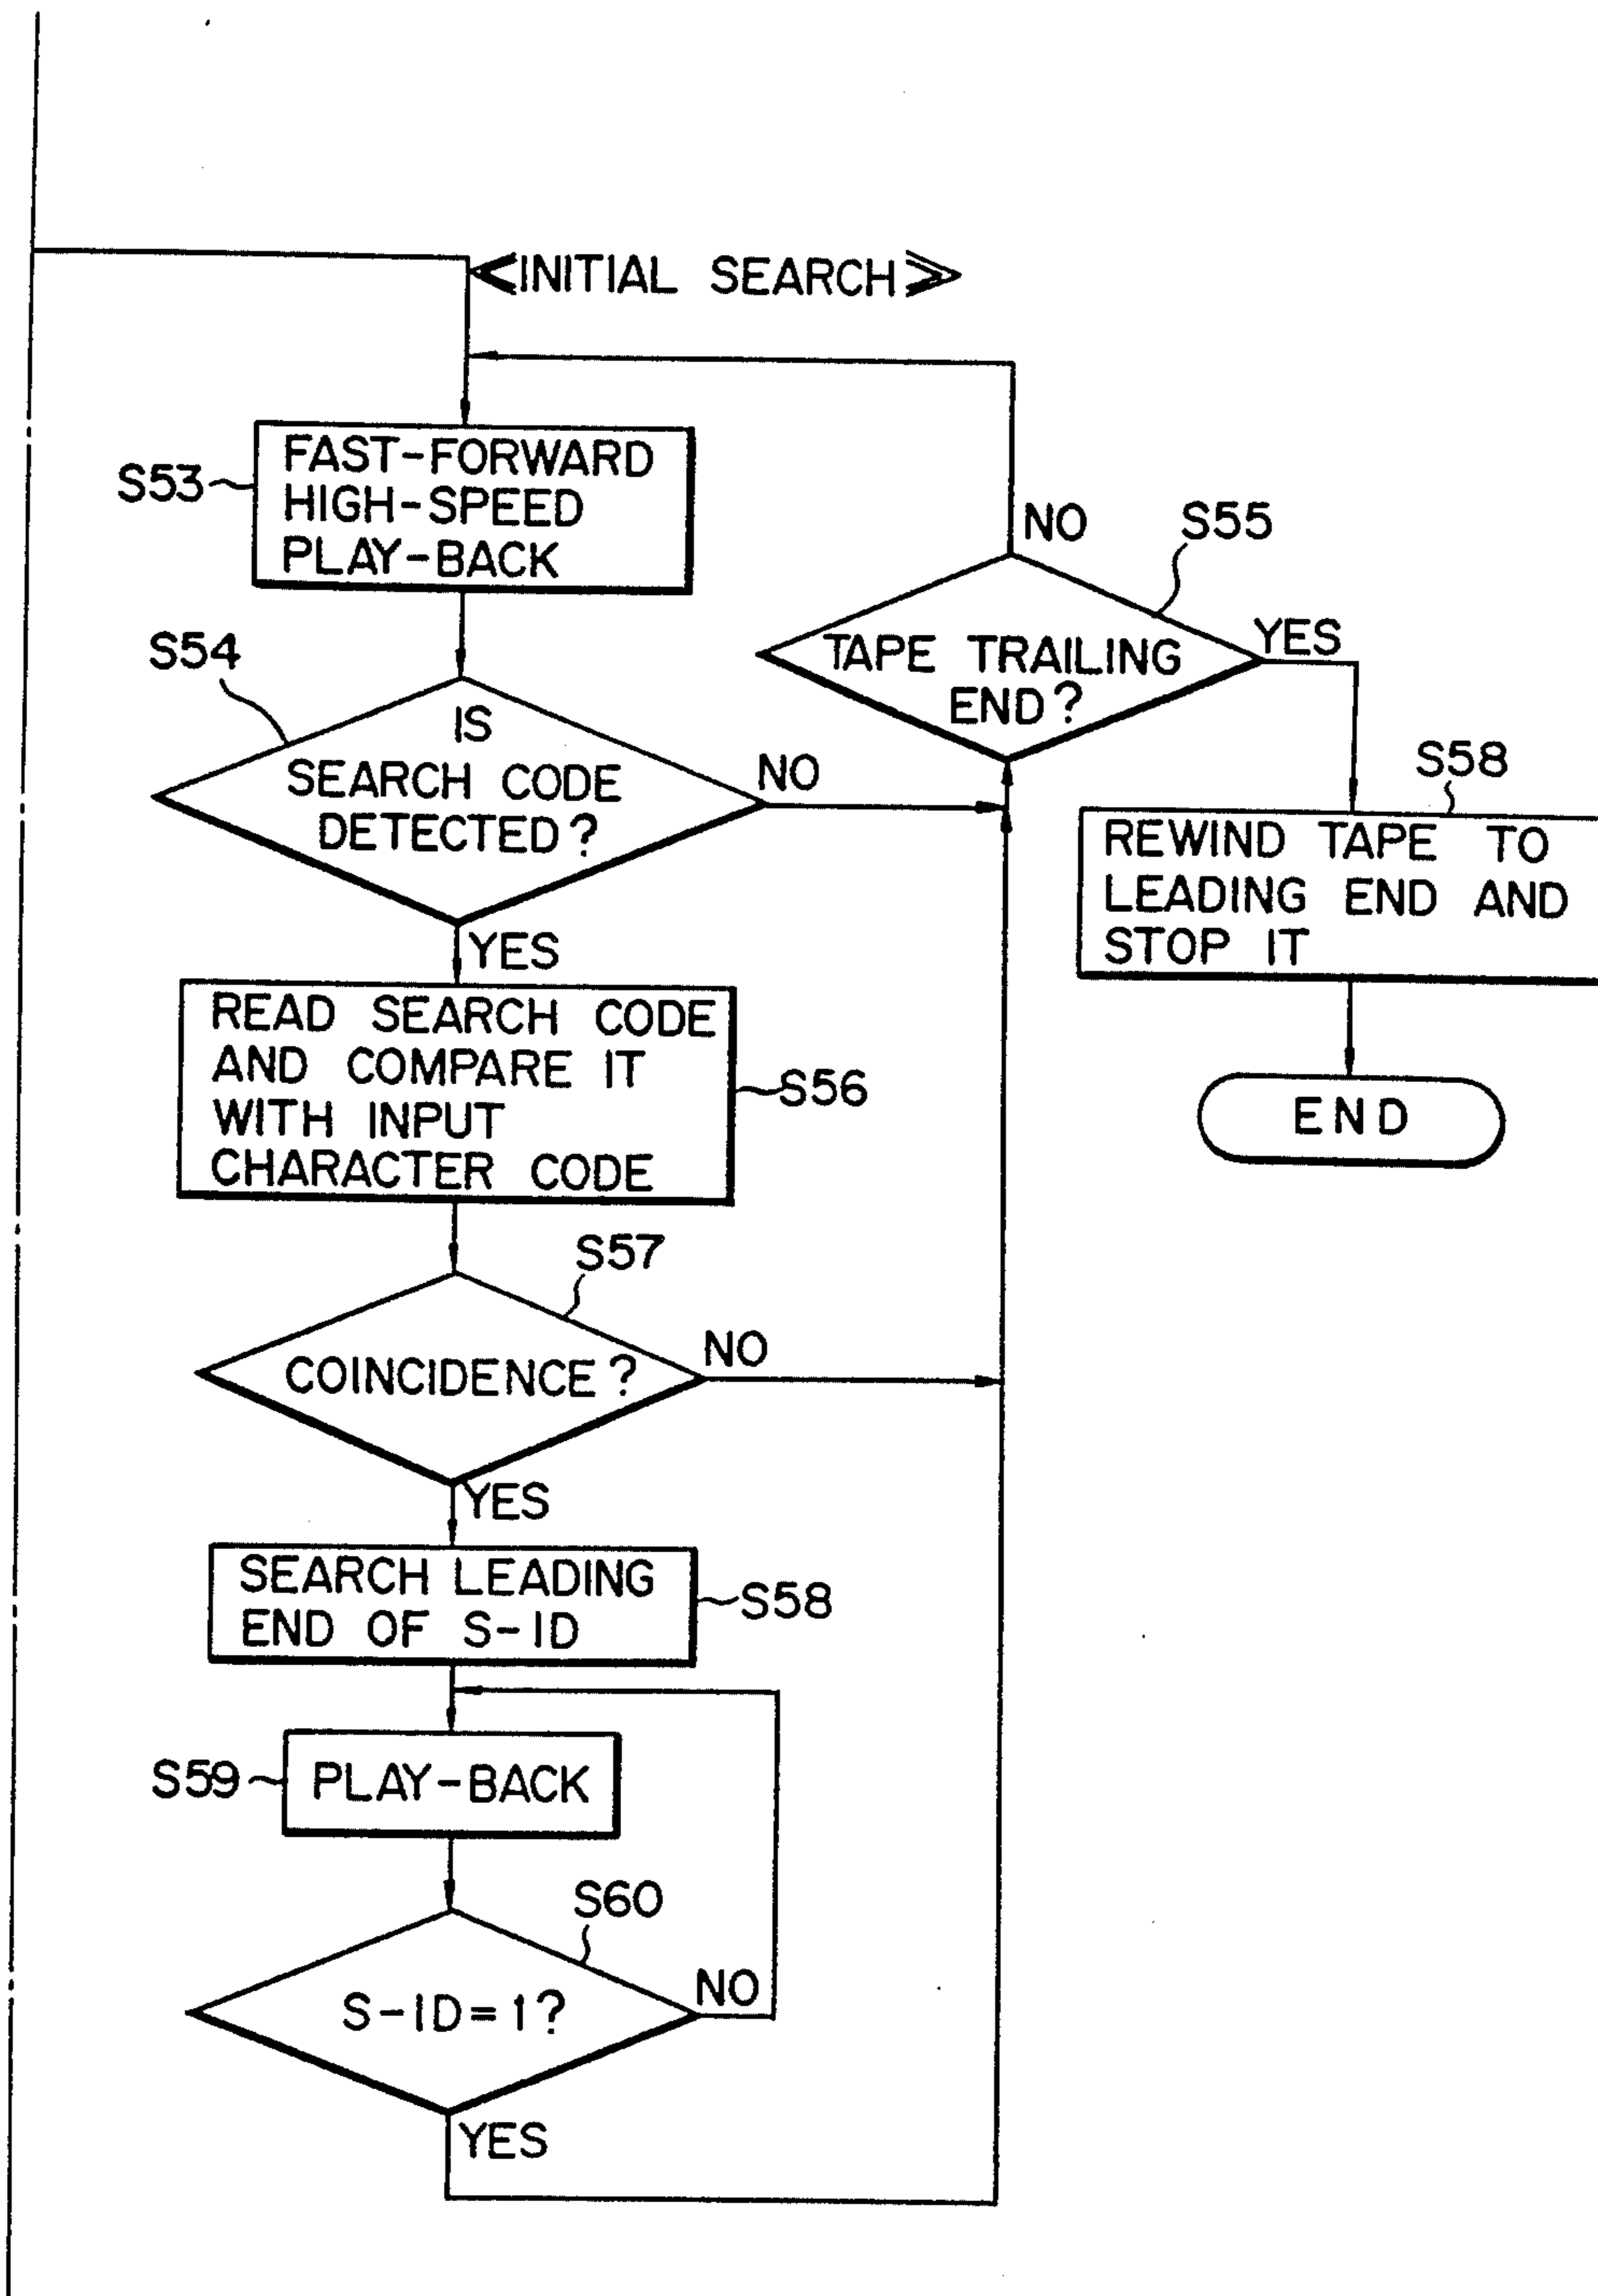 ≪INITIAL SEARCH≫
S53
FAST-FORWARD
HIGH-SPEED
PLAY-BACK
S54
IS
SEARCH CODE
DETECTED?
NO
YES
S55
TAPE TRAILING
END?
NO
YES
S58
REWIND TAPE TO
LEADING END AND
STOP IT
END
READ SEARCH CODE
AND COMPARE IT
WITH INPUT
CHARACTER CODE
S56
S57
COINCIDENCE?
NO
YES
SEARCH LEADING
END OF S-ID
S58
S59
PLAY-BACK
S60
S-ID=1?
NO
YES